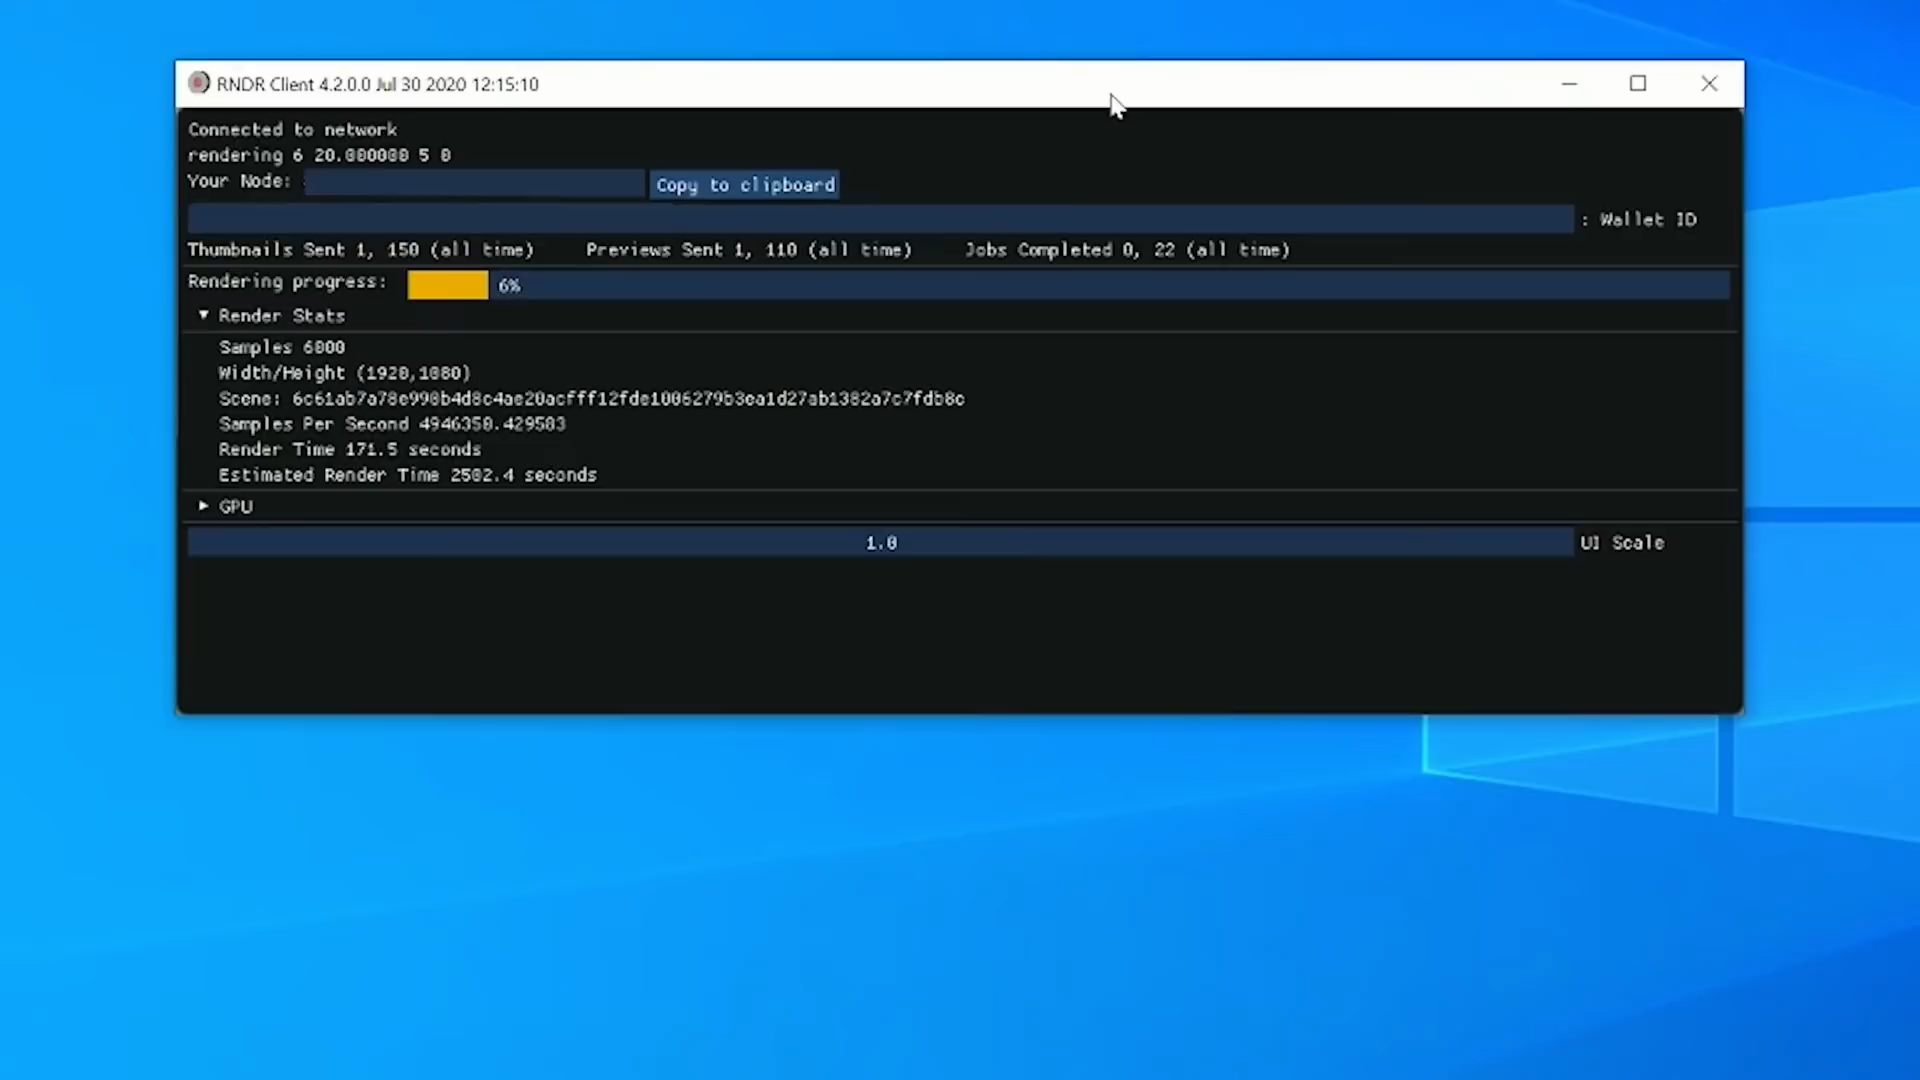 RNDR Client 4.2.0.0 Jul 30 2020 12:15:10
Connected to network
rendering 6 20.000000 5 0
Your Node:
Copy to clipboard
: Wallet ID
Thumbnails Sent 1, 150 (all time) Previews Sent 1, 110 (all time) Jobs Completed 0, 22 (all time)
Rendering progress: 6%
Render Stats
Samples 6000
Width/Height (1920,1080)
Scene:
Samples Per Second 4946350.429503
Render Time 171.5 seconds
Estimated Render Time 2502.4 seconds
GPU
1.0 UI Scale